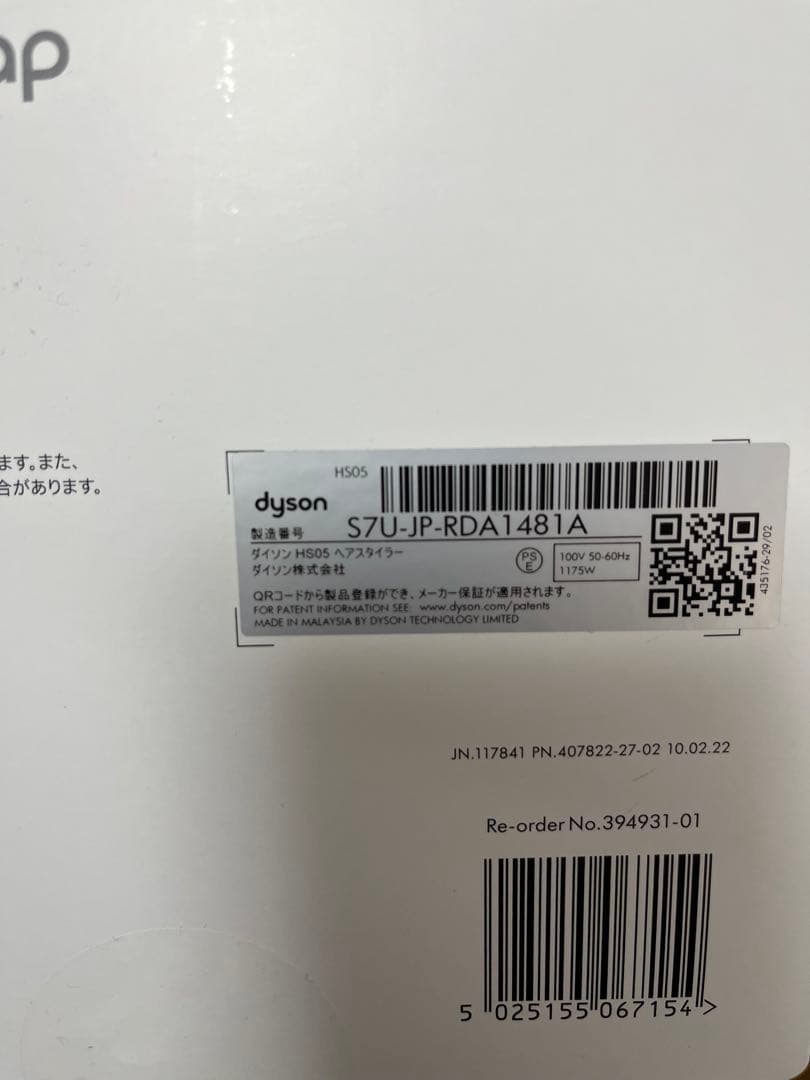 ap
ます。また、
合があります。
HS05
dyson
製造番号 S7U-JP-RDA1481A
ダイソン HS05 ヘアスタイラー
ダイソン株式会社
PS
E
100V 50-60Hz
1175W
QRコードから製品登録ができ、メーカー保証が適用されます。
FOR PATENT INFORMATION SEE: www.dyson.com/patents
MADE IN MALAYSIA BY DYSON TECHNOLOGY LIMITED
435176-29/02
JN.117841 PN.407822-27-02 10.02.22
Re-order No.394931-01
5 025155 067154 >